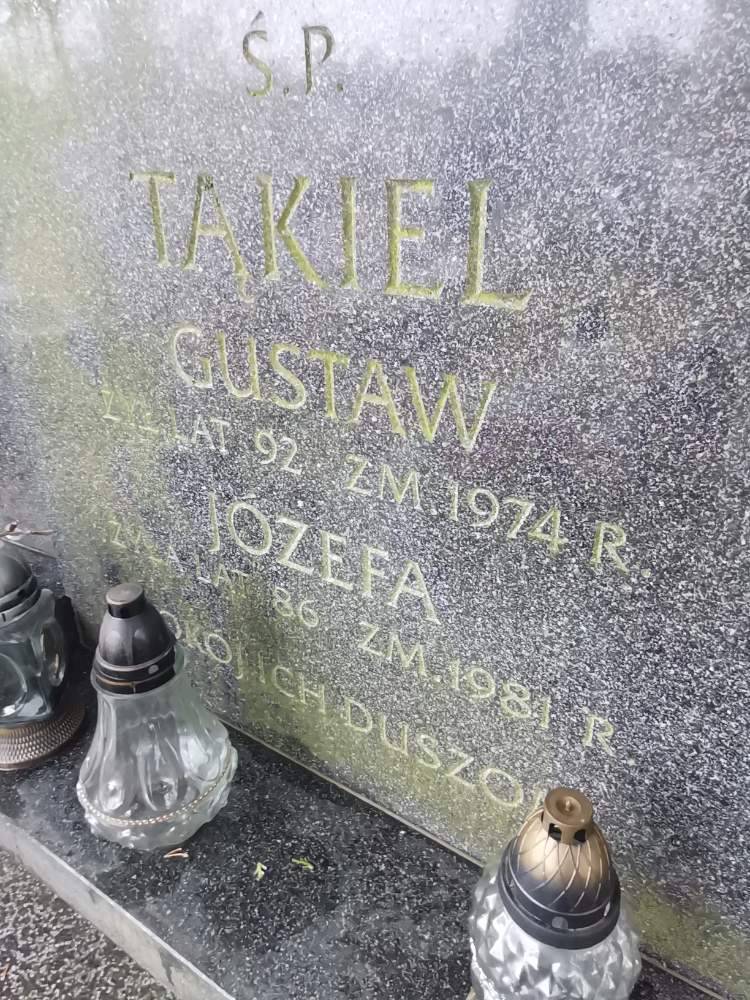 Ś.P.
TĄKIEL
GUSTAW
ŻYŁ LAT 92. ZM. 1974 R.
JÓZEFA
ŻYŁA LAT 86 ZM. 1981 R
POKÓJ ICH DUSZOM